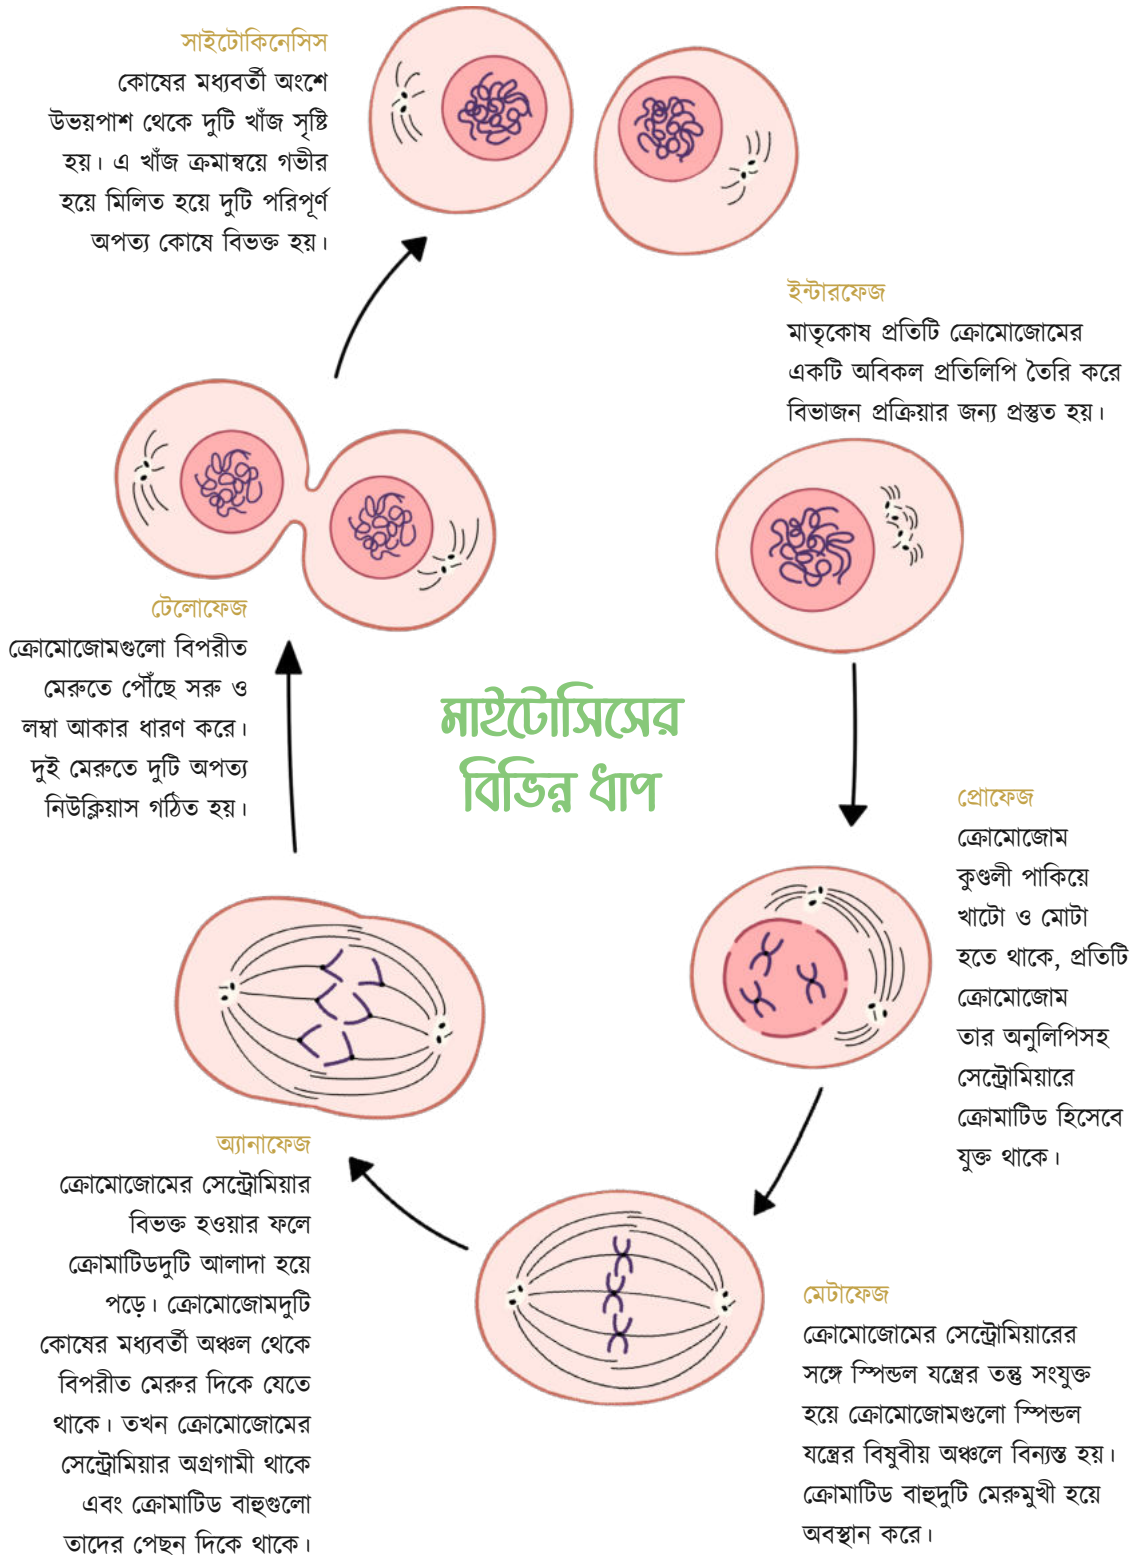 সাইটোকিনেসিস
কোষের মধ্যবর্তী অংশে
উভয়পাশ থেকে দুটি খাঁজ সৃষ্টি
হয়। এ খাঁজ ক্রমান্বয়ে গভীর
হয়ে মিলিত হয়ে দুটি পরিপূর্ণ
অপত্য কোষে বিভক্ত হয়।
ইন্টারফেজ
মাতৃকোষ প্রতিটি ক্রোমোজোমের
একটি অবিকল প্রতিলিপি তৈরি করে
বিভাজন প্রক্রিয়ার জন্য প্রস্তুত হয়।
টেলোফেজ
ক্রোমোজোমগুলো বিপরীত
মেরুতে পৌঁছে সরু ও
লম্বা আকার ধারণ করে।
দুই মেরুতে দুটি অপত্য
নিউক্লিয়াস গঠিত হয়।
মাইটোসিসের
বিভিন্ন ধাপ
প্রোফেজ
ক্রোমোজোম
কুণ্ডলী পাকিয়ে
খাটো ও মোটা
হতে থাকে, প্রতিটি
ক্রোমোজোম
তার অনুলিপিসহ
সেন্ট্রোমিয়ারে
ক্রোমাটিড হিসেবে
যুক্ত থাকে।
অ্যানাফেজ
ক্রোমোজোমের সেন্ট্রোমিয়ার
বিভক্ত হওয়ার ফলে
ক্রোমাটিডদুটি আলাদা হয়ে
পড়ে। ক্রোমোজোমদুটি
কোষের মধ্যবর্তী অঞ্চল থেকে
বিপরীত মেরুর দিকে যেতে
থাকে। তখন ক্রোমোজোমের
সেন্ট্রোমিয়ার অগ্রগামী থাকে
এবং ক্রোমাটিড বাহুগুলো
তাদের পেছন দিকে থাকে।
মেটাফেজ
ক্রোমোজোমের সেন্ট্রোমিয়ারের
সঙ্গে স্পিন্ডল যন্ত্রের তন্তু সংযুক্ত
হয়ে ক্রোমোজোমগুলো স্পিন্ডল
যন্ত্রের বিষুবীয় অঞ্চলে বিন্যস্ত হয়।
ক্রোমাটিড বাহুদুটি মেরুমুখী হয়ে
অবস্থান করে।